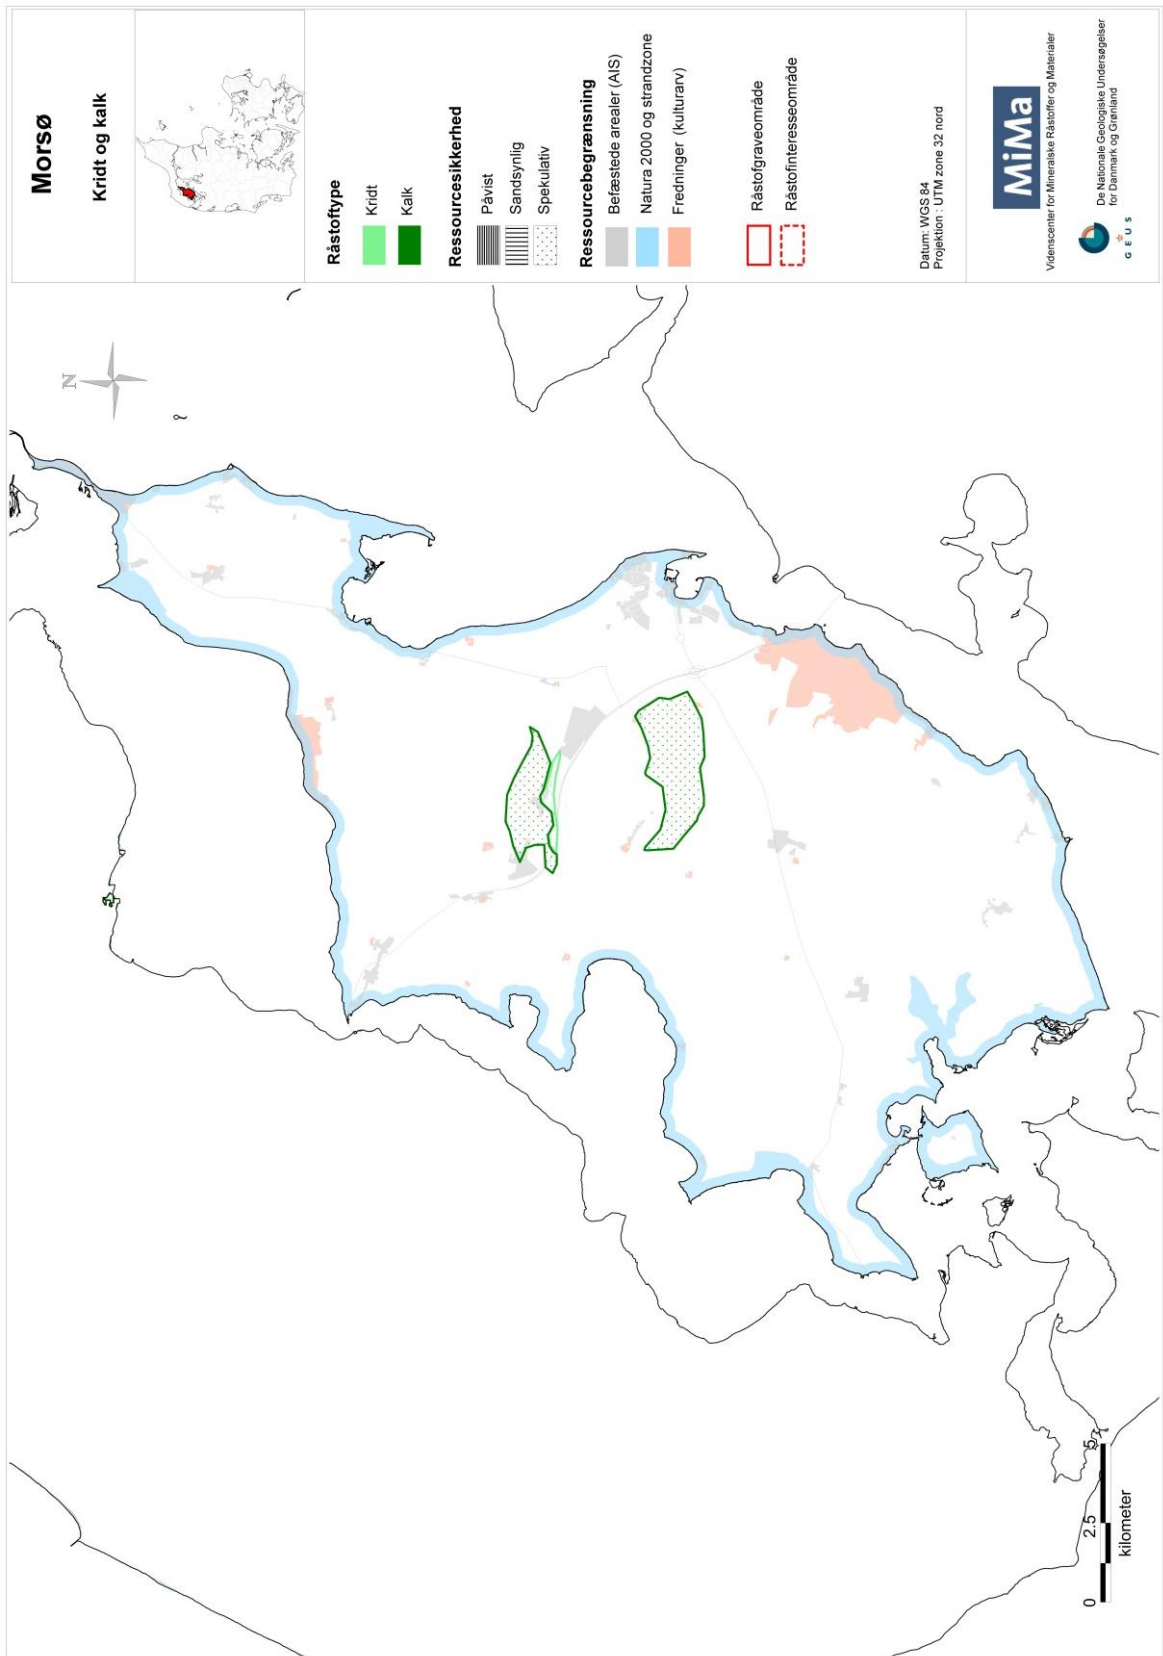 Morsø
Kridt og kalk
Råstoftype
Kridt
Kalk
Ressourcesikkerhed
Påvist
Sandsynlig
Spekulativ
Ressourcebegrænsning
Befæstede arealer (AIS)
Natura 2000 og strandzone
Fredninger (kulturarv)
Råstofgraveområde
Råstofinteresseområde
Datum: WGS 84
Projektion : UTM zone 32 nord
MiMa
Videnscenter for Mineralske Råstoffer og Materialer
G E U S
De Nationale Geologiske Undersøgelser
for Danmark og Grønland
N
0 2.5 5
kilometer